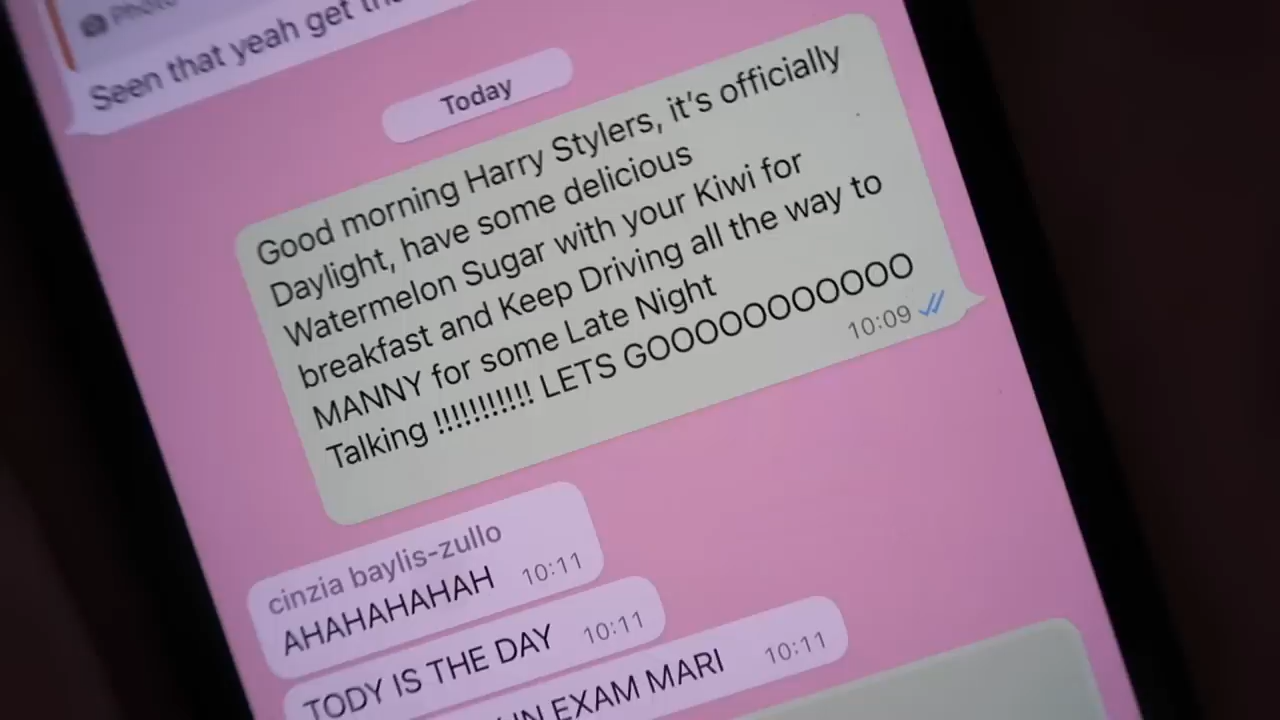 Photo
Seen that yeah get
Today
Good morning Harry Stylers, it's officially
Daylight, have some delicious
Watermelon Sugar with your Kiwi for
breakfast and Keep Driving all the way to
MANNY for some Late Night
Talking !!!!!!!!!!! LETS GOOOOOOOOOOO
10:09
cinzia baylis-zullo
AHAHAHAHAH 10:11
TODY IS THE DAY 10:11
EXAM MARI 10:11